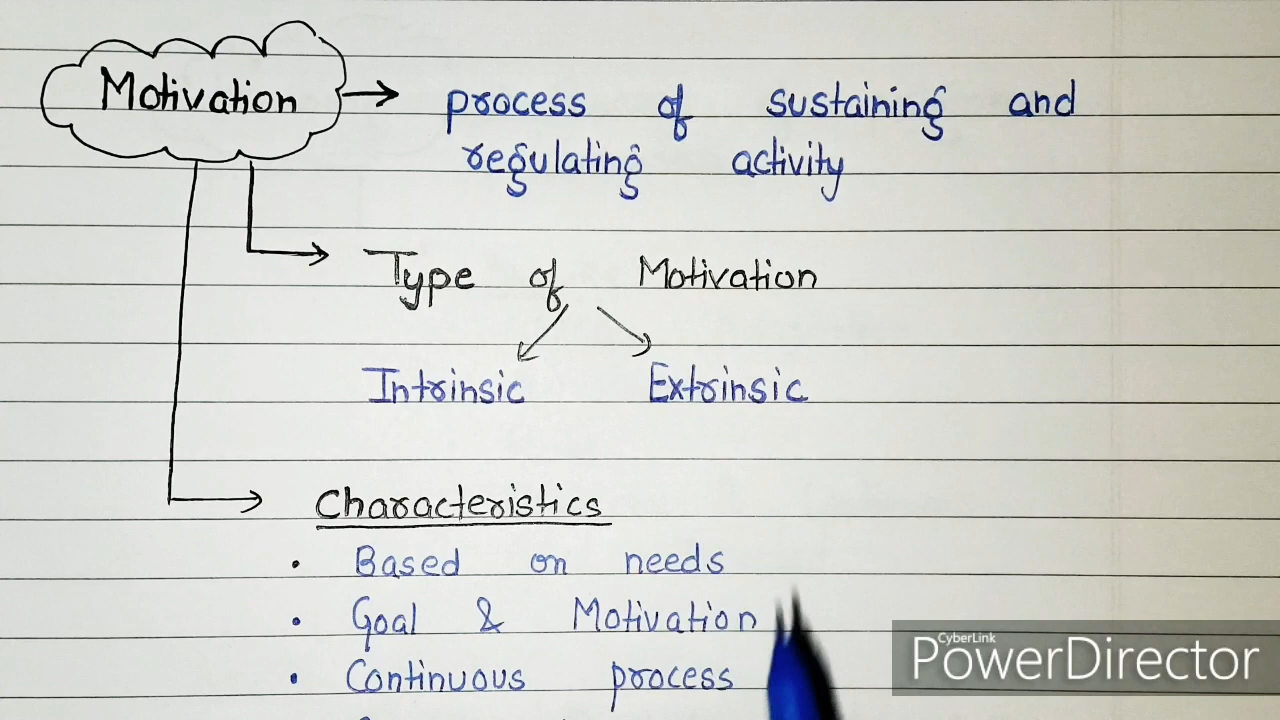 Motivation → process of sustaining and
regulating activity
Type of Motivation
Intrinsic Extrinsic
Characteristics
• Based on needs
• Goal & Motivation
• Continuous process
CyberLink
PowerDirector